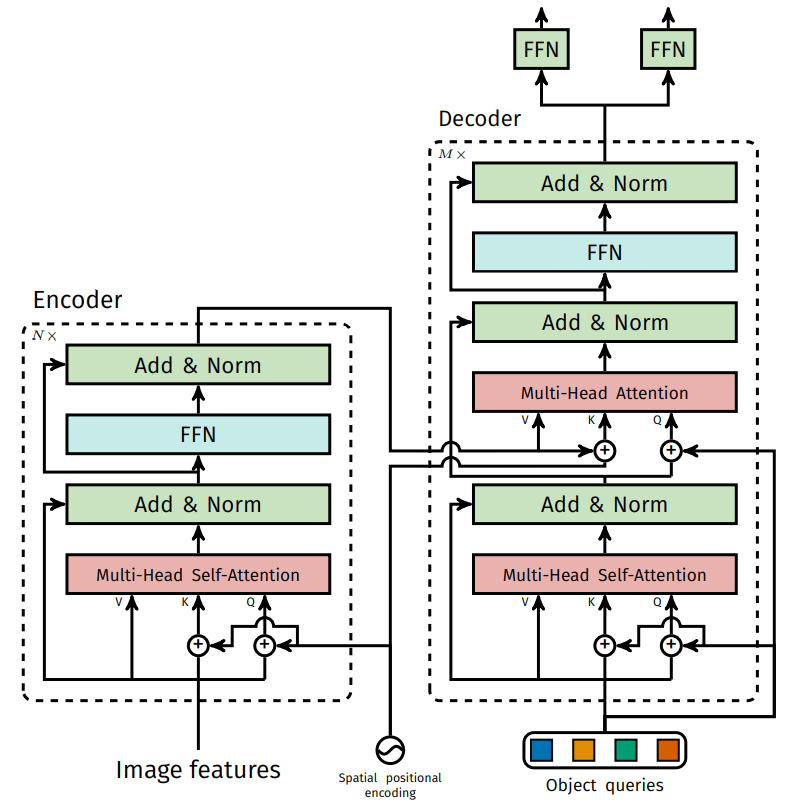 FFN FFN
Decoder
M×
Add & Norm
FFN
Add & Norm
Multi-Head Attention
V K Q
+ +
Add & Norm
Multi-Head Self-Attention
V K Q
+ +
Object queries
Encoder
N×
Add & Norm
FFN
Add & Norm
Multi-Head Self-Attention
V K Q
+ +
Image features
Spatial positional
encoding